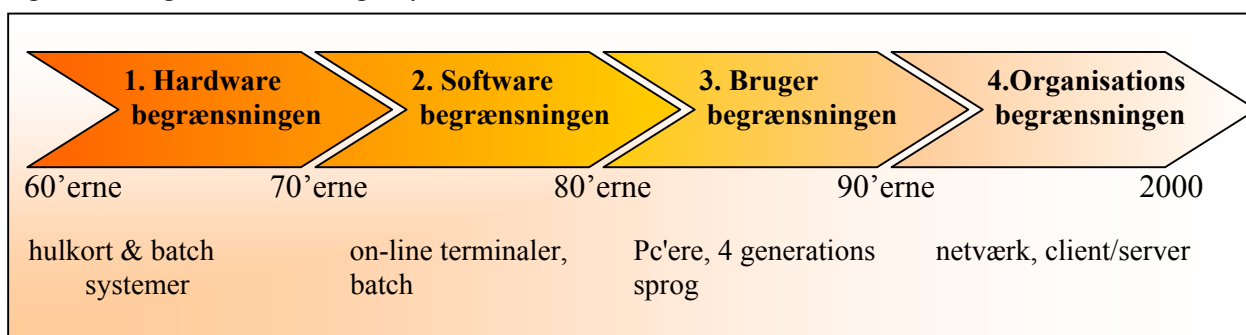 1. Hardware
begrænsningen
2. Software
begrænsningen
3. Bruger
begrænsningen
4.Organisations
begrænsningen
60’erne
70’erne
80’erne
90’erne
2000
hulkort & batch
systemer
on-line terminaler,
batch
Pc'ere, 4 generations
sprog
netværk, client/server